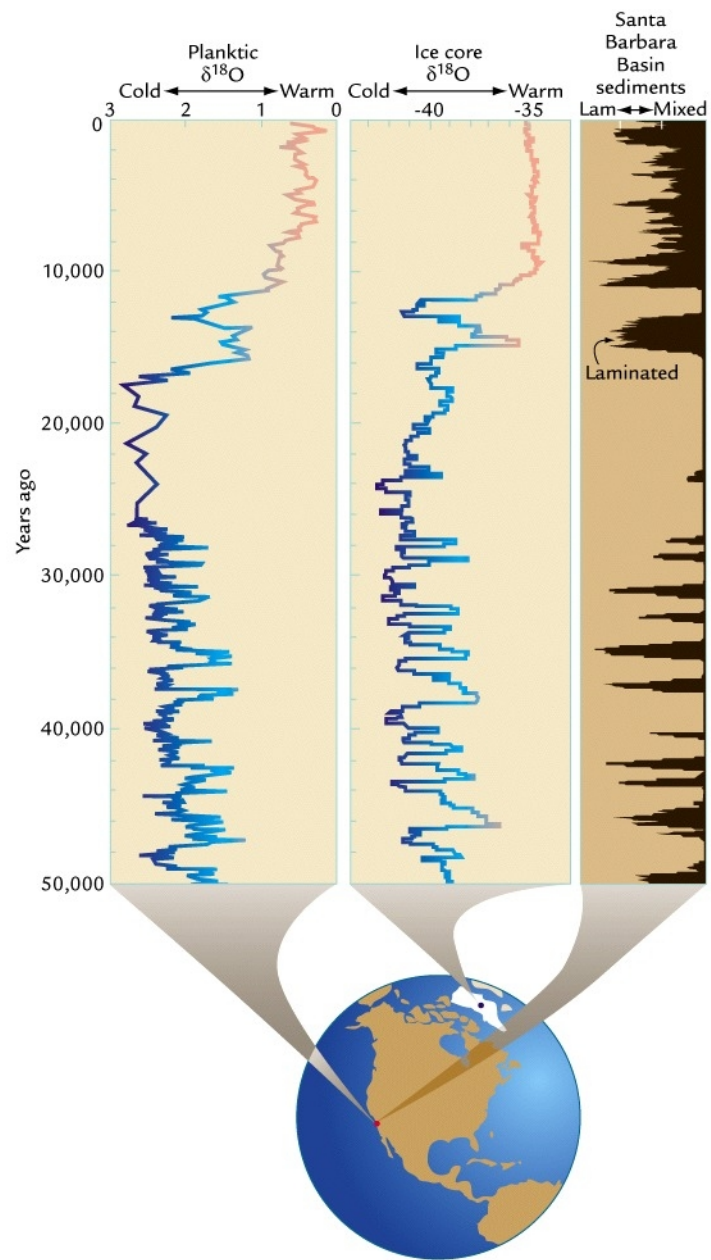 Planktic
δ18O
Cold Warm
3 2 1 0
Ice core
δ18O
Cold Warm
-40 -35
Santa
Barbara
Basin
sediments
Lam Mixed
Years ago
0
10,000
20,000
30,000
40,000
50,000
Laminated